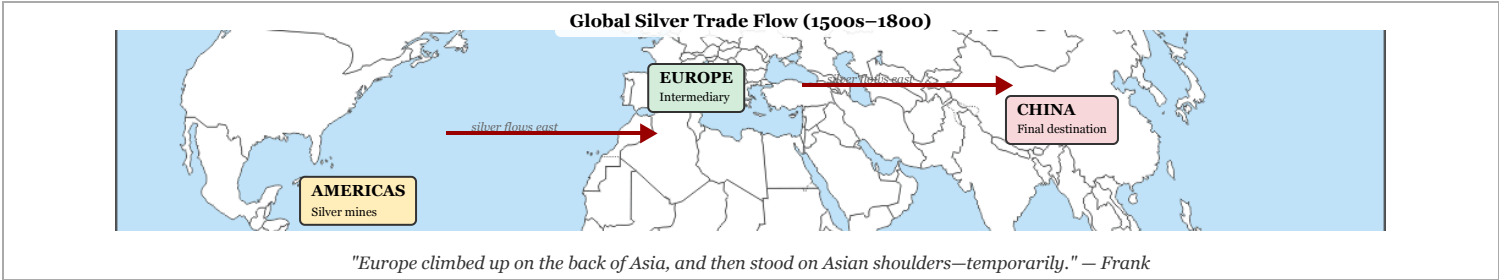 Global Silver Trade Flow (1500s–1800)
EUROPE
Intermediary
silver flows east
CHINA
Final destination
silver flows east
AMERICAS
Silver mines
"Europe climbed up on the back of Asia, and then stood on Asian shoulders—temporarily." — Frank